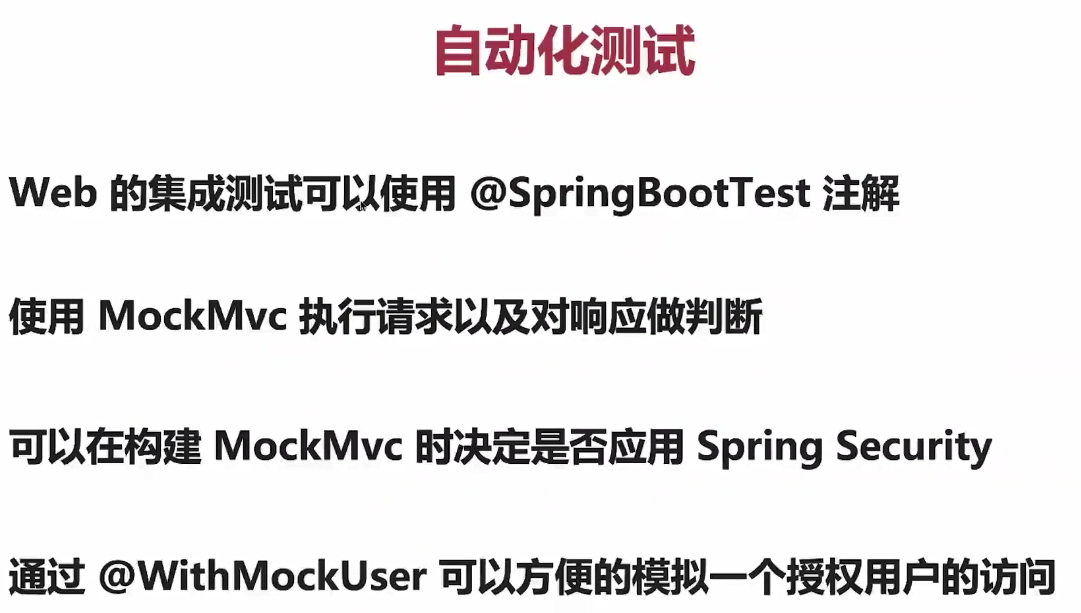 自动化测试
Web 的集成测试可以使用 @SpringBootTest 注解
使用 MockMvc 执行请求以及对响应做判断
可以在构建 MockMvc 时决定是否应用 Spring Security
通过 @WithMockUser 可以方便的模拟一个授权用户的访问